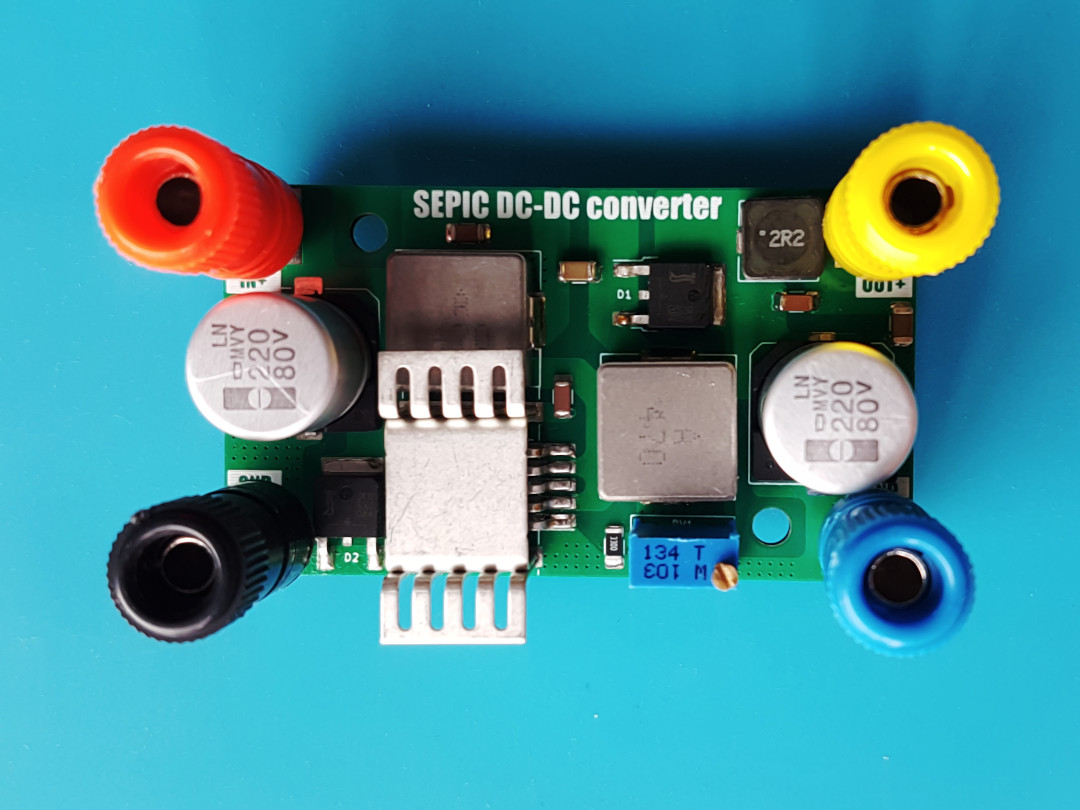 SEPIC DC-DC converter
2R2
IN+
OUT+
D1
LN
MVY
220
80V
LN
MVY
220
80V
GND
D2
134 T
103 M